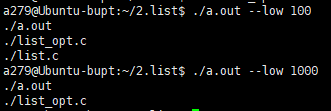 a279@Ubuntu-bupt:~/2.list$ ./a.out --low 100
./a.out
./list_opt.c
./list.c
a279@Ubuntu-bupt:~/2.list$ ./a.out --low 1000
./a.out
./list_opt.c